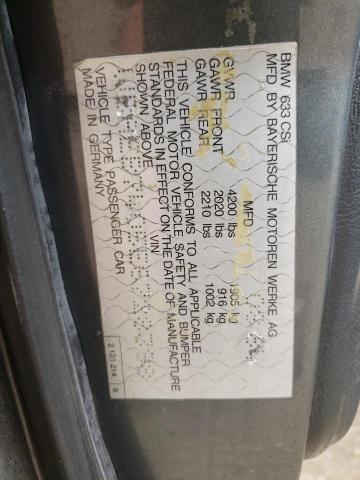 BMW 633 CSi
MFD BY BAYERISCHE MOTOREN WERKE AG
MFD
GVWR 4200 lbs 1905 kg
GAWR FRONT 2020 lbs 916 kg
GAWR REAR 2210 lbs 1002 kg
THIS VEHICLE CONFORMS TO ALL APPLICABLE
FEDERAL MOTOR VEHICLE SAFETY AND BUMPER
STANDARDS IN EFFECT ON THE DATE OF MANUFACTURE
SHOWN ABOVE VIN
VEHICLE TYPE PASSENGER CAR
MADE IN GERMANY
2 121 214